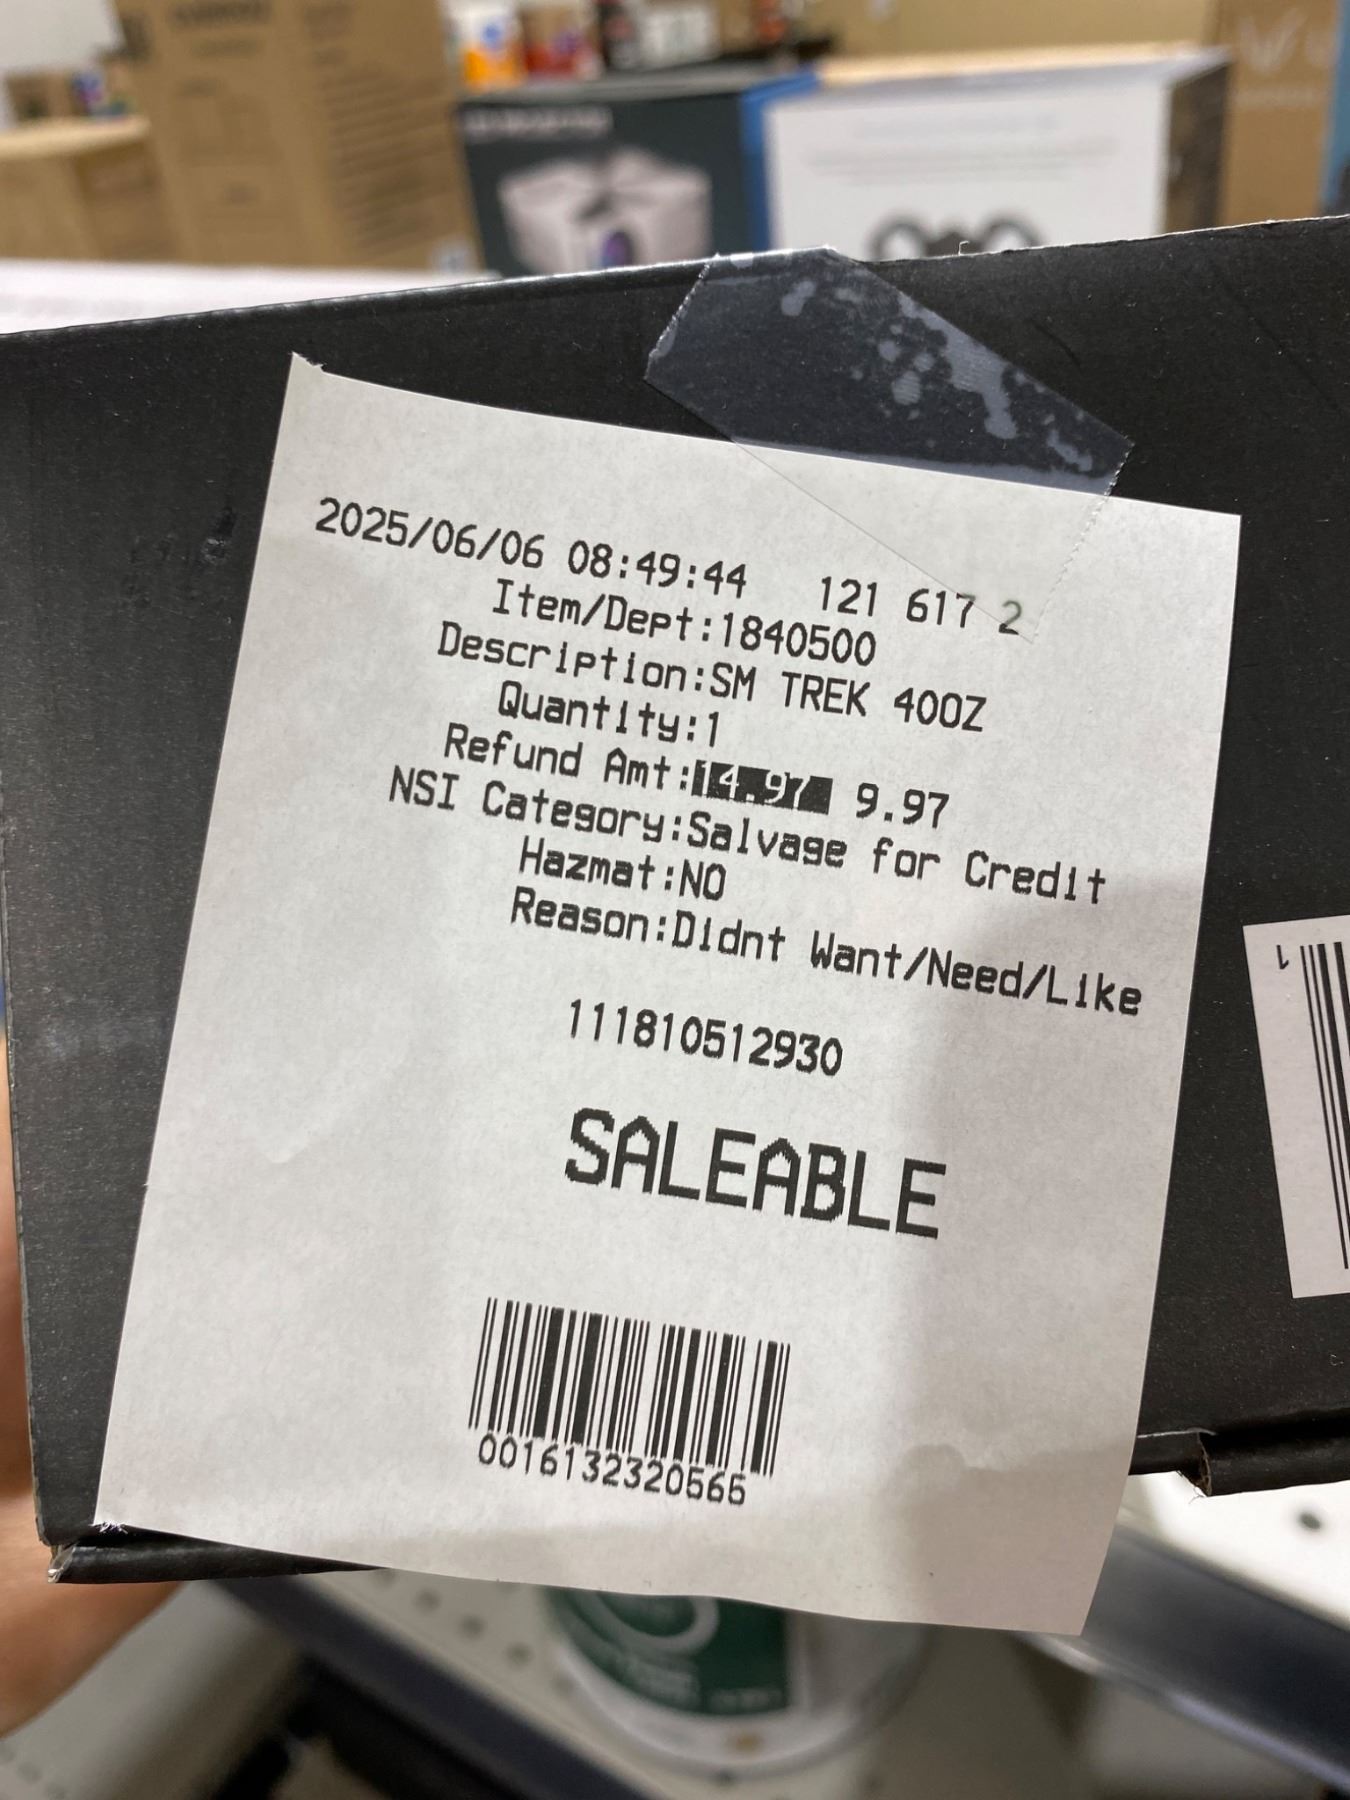 2025/06/06 08:49:44 121 617 2
Item/Dept:1840500
Description:SM TREK 40OZ
Quantity:1
Refund Amt:14.97 9.97
NSI Category:Salvage for Credit
Hazmat:NO
Reason:Didnt Want/Need/Like
111810512930
SALEABLE
0016132320565
1